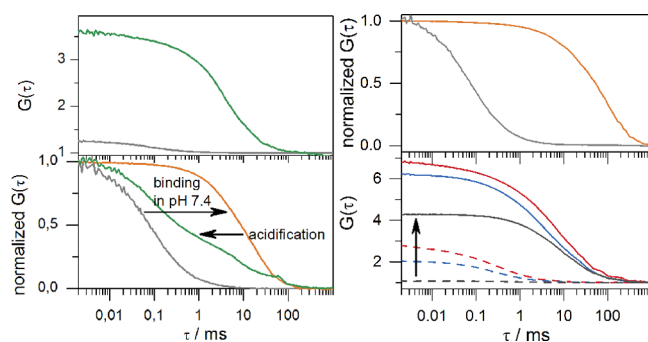 3
2
1
G(τ)
1,0
0,5
0,0
normalized G(τ)
binding
in pH 7.4
acidification
0,01 0,1 1 10 100
τ / ms
1.0
0.5
0.0
normalized G(τ)
6
4
2
G(τ)
0.01 0.1 1 10 100
τ / ms